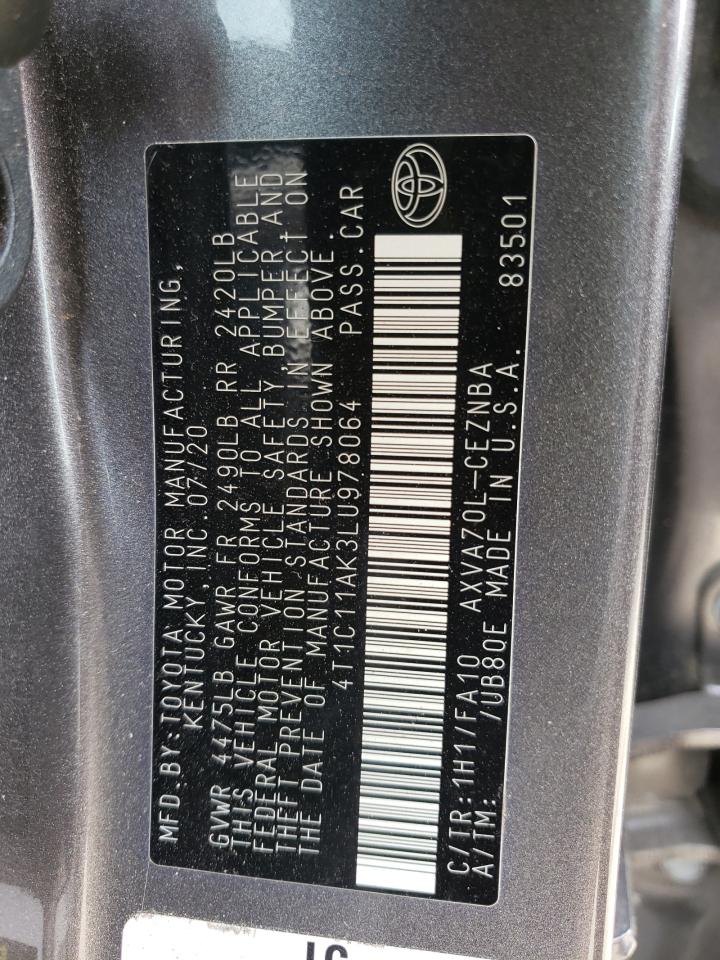 MFD.BY:TOYOTA MOTOR MANUFACTURING,
KENTUCKY, INC. 07/20
GVWR 4475LB GAWR FR 2490LB RR 2420LB
THIS VEHICLE CONFORMS TO ALL APPLICABLE
FEDERAL MOTOR VEHICLE SAFETY, BUMPER AND
THEFT PREVENTION STANDARDS IN EFFECT ON
THE DATE OF MANUFACTURE SHOWN ABOVE.
4T1C11AK3LU978064 PASS.CAR
C/TR:1H1/FA10 AXVA70L-CEZNBA
A/TM: /UB80E MADE IN U.S.A. 83501